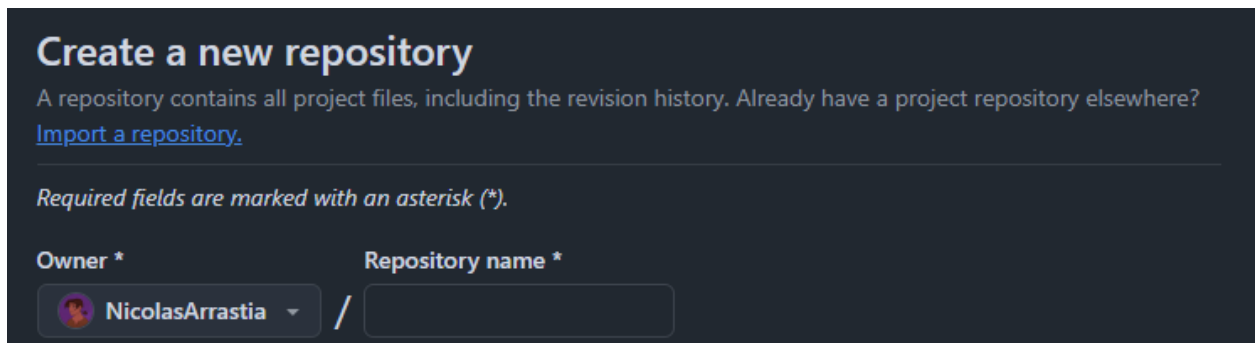 Create a new repository
A repository contains all project files, including the revision history. Already have a project repository elsewhere?
Import a repository.
Required fields are marked with an asterisk (*).
Owner * Repository name *
NicolasArrastia /